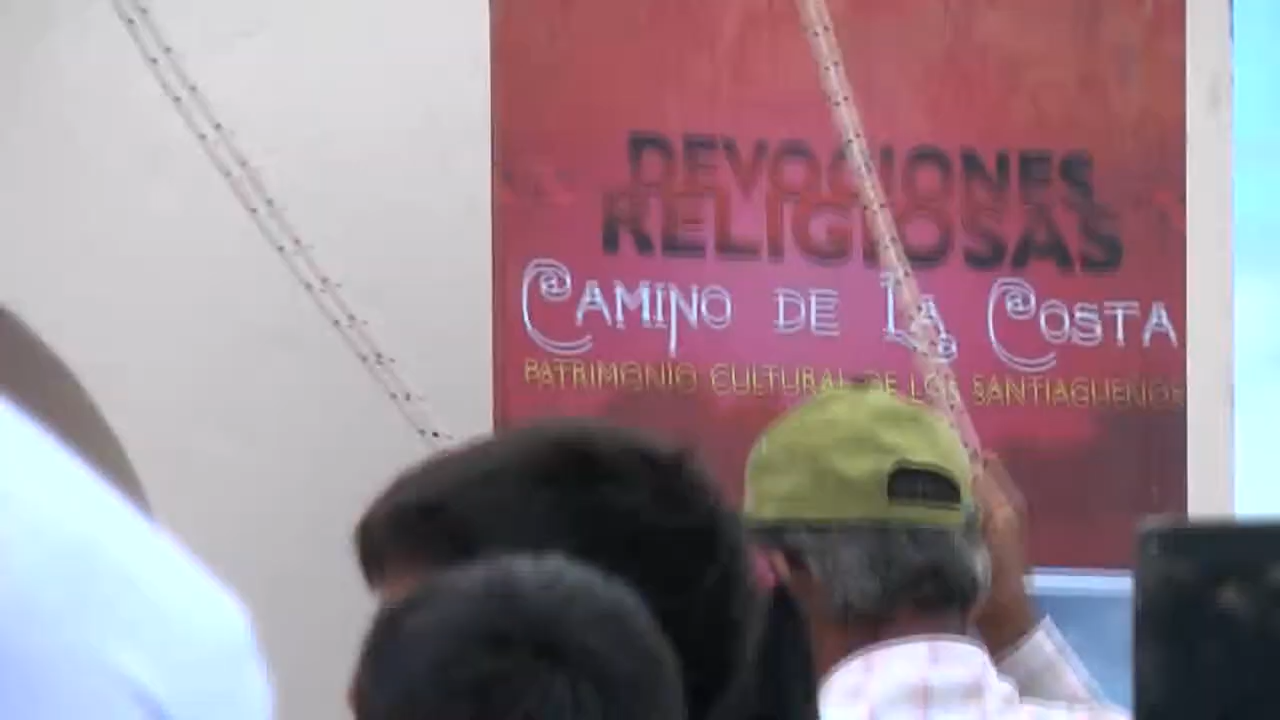 DEVOCIONES
RELIGIOSAS
CAMINO DE LA COSTA
PATRIMONIO CULTURAL DE LOS SANTIAGUEÑOS